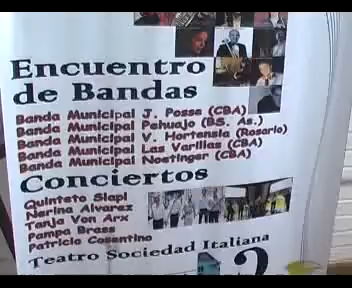 Encuentro
de Bandas
Banda Municipal J. Posse (CBA)
Banda Municipal Pehuajo (BS. As.)
Banda Municipal V. Hortensia (Rosario)
Banda Municipal Las Varillas (CBA)
Banda Municipal Noetinger (CBA)
Conciertos
Quinteto Slapi
Nerina Alvarez
Tanja Von Arx
Pampa Brass
Patricio Cosentino
Teatro Sociedad Italiana
2